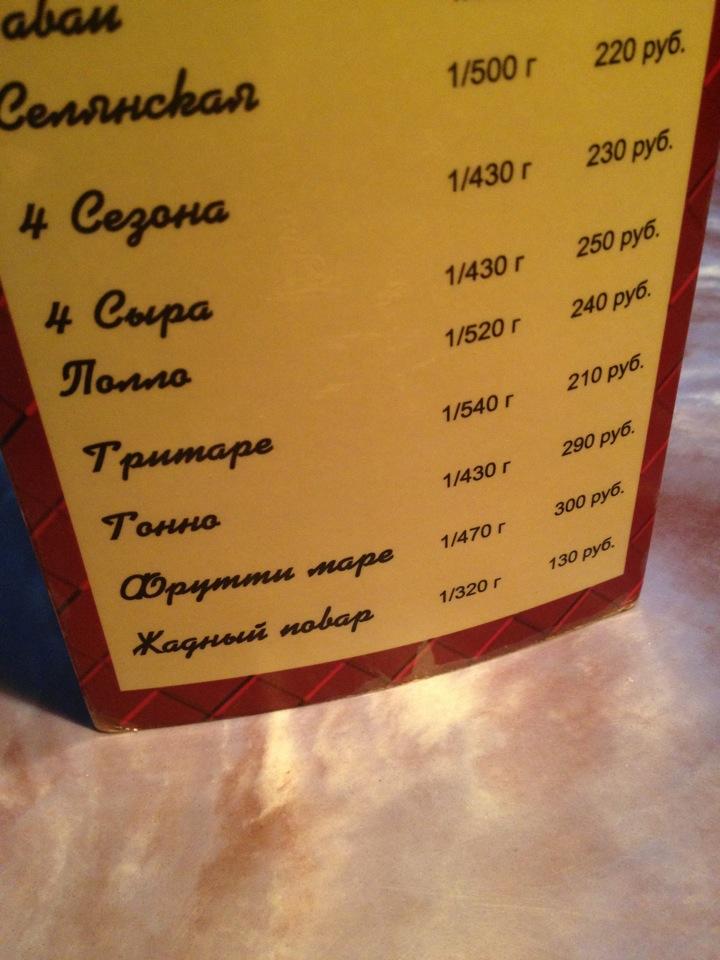 аваи
Селянская 1/500 г 220 руб.
4 Сезона 1/430 г 230 руб.
4 Сыра 1/430 г 250 руб.
Полло 1/520 г 240 руб.
Тритаре 1/540 г 210 руб.
Тонно 1/430 г 290 руб.
Фрутти маре 1/470 г 300 руб.
Жадный повар 1/320 г 130 руб.